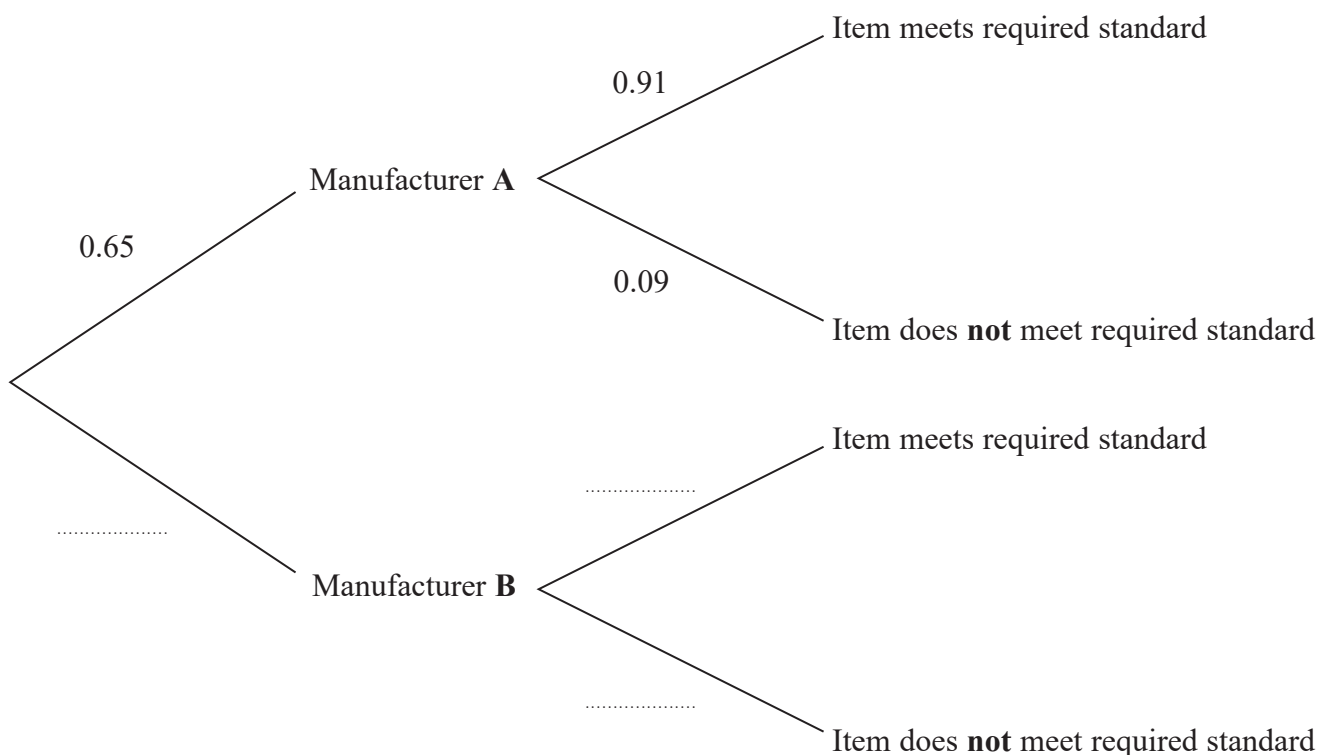 Item meets required standard
0.91
Manufacturer A
0.65
0.09
Item does not meet required standard
Item meets required standard
....................
....................
Manufacturer B
....................
Item does not meet required standard